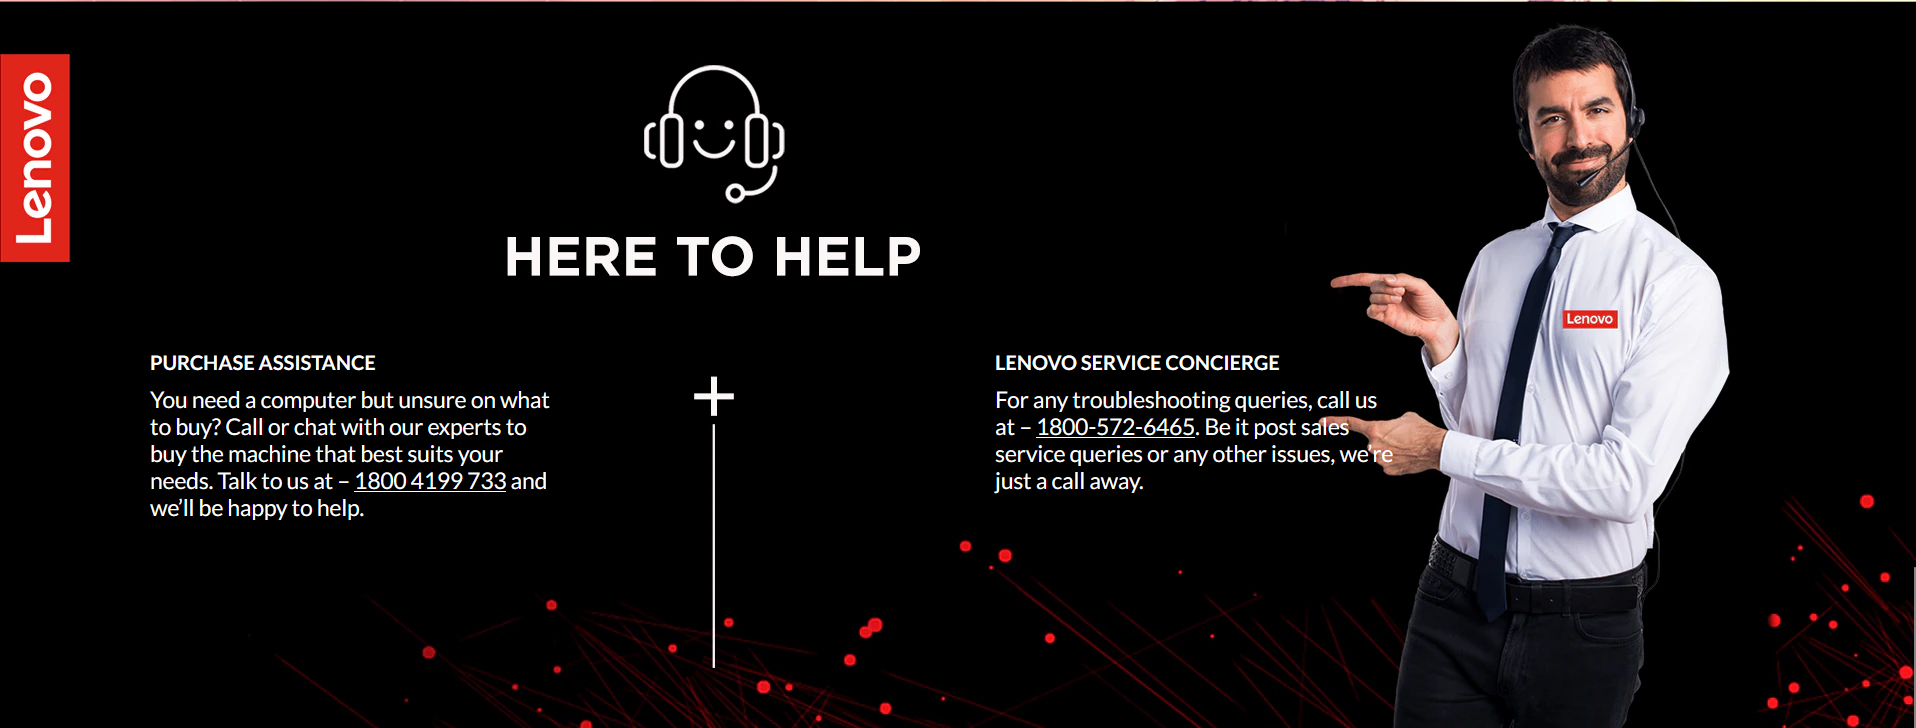 Lenovo
HERE TO HELP
PURCHASE ASSISTANCE
You need a computer but unsure on what
to buy? Call or chat with our experts to
buy the machine that best suits your
needs. Talk to us at – 1800 4199 733 and
we’ll be happy to help.
LENOVO SERVICE CONCIERGE
For any troubleshooting queries, call us
at – 1800-572-6465. Be it post sales
service queries or any other issues, we’re
just a call away.
Lenovo